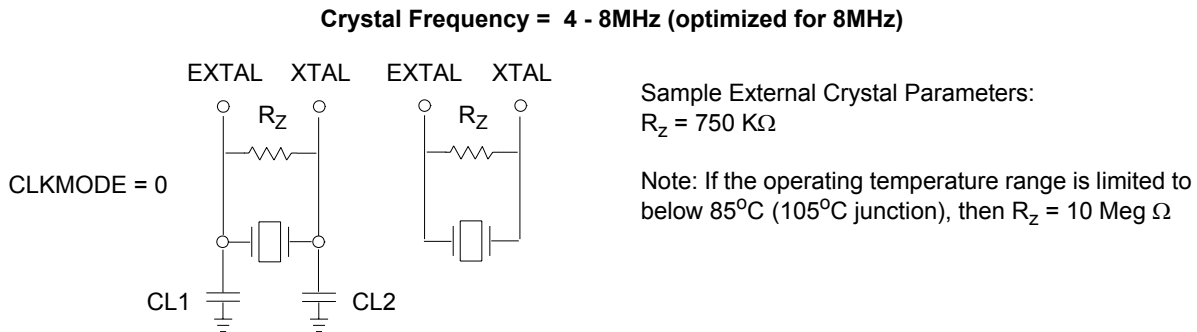 Crystal Frequency = 4 - 8MHz (optimized for 8MHz)
EXTAL XTAL EXTAL XTAL
R_Z R_Z
CLKMODE = 0
CL1 CL2
Sample External Crystal Parameters:
R_Z = 750 KΩ
Note: If the operating temperature range is limited to
below 85°C (105°C junction), then R_Z = 10 Meg Ω